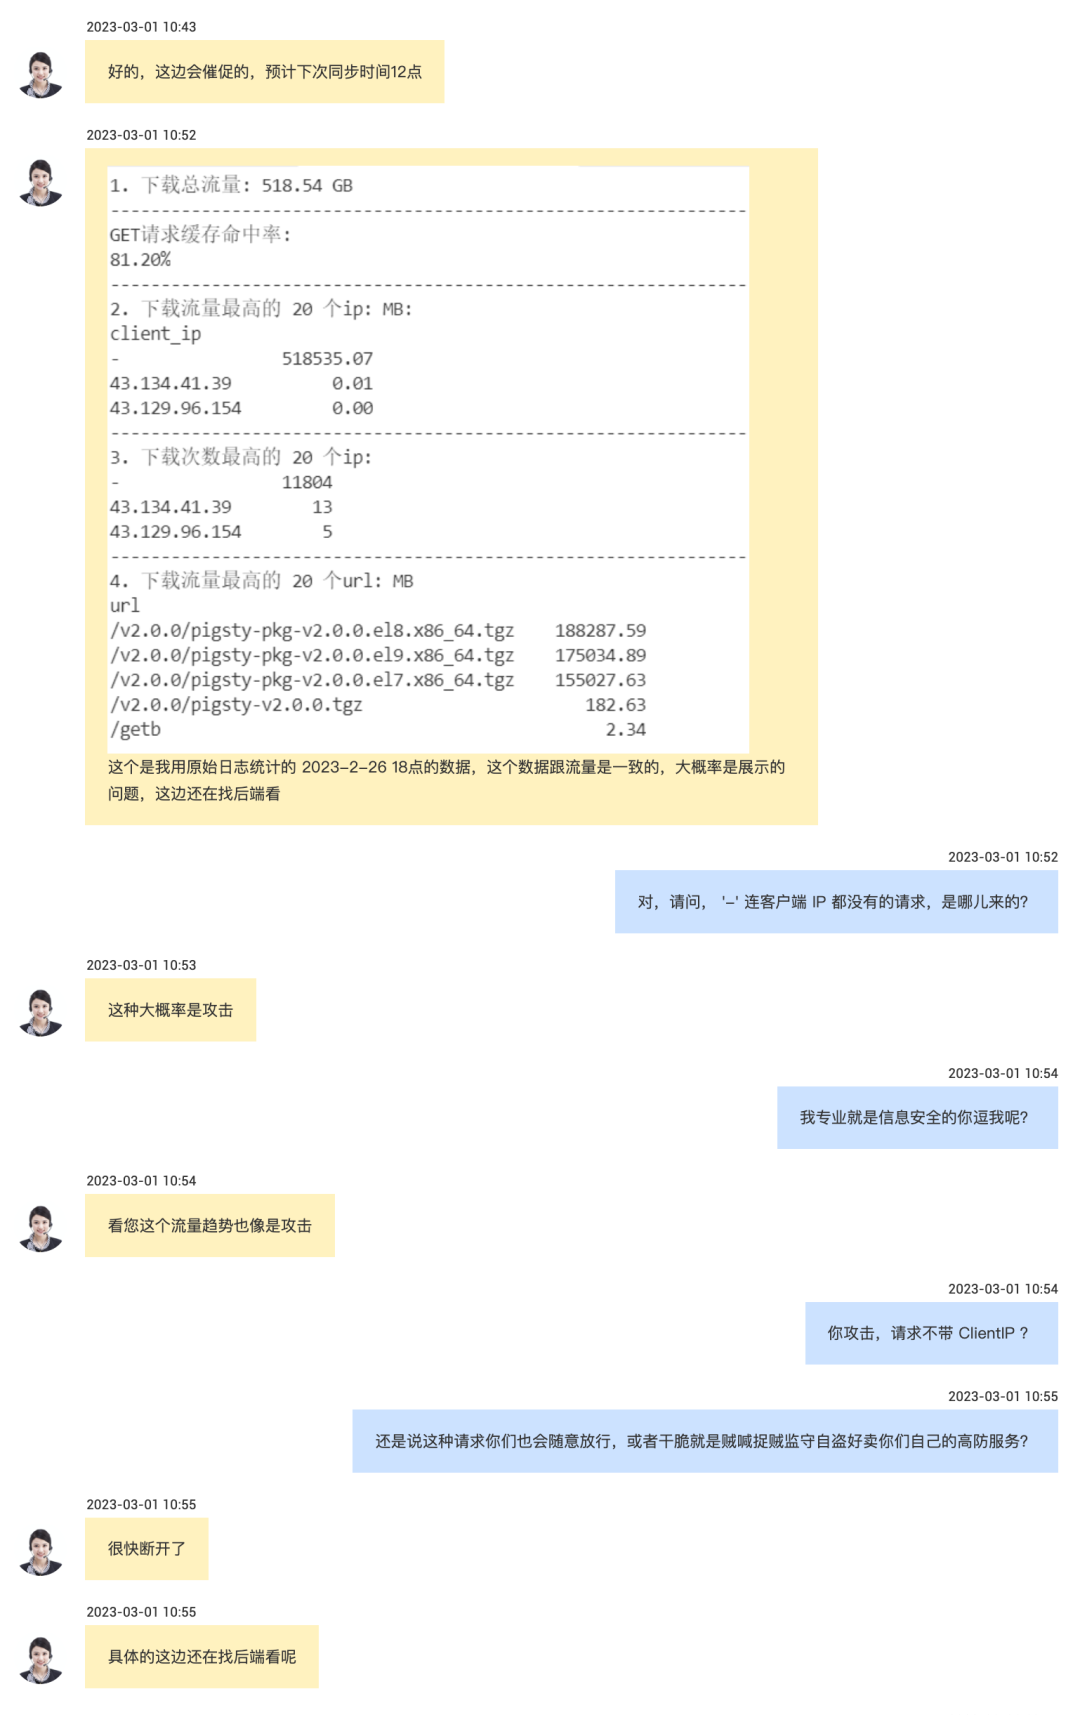 2023-03-01 10:43
好的，这边会催促的，预计下次同步时间12点
2023-03-01 10:52
1. 下载总流量: 518.54 GB
---------------------------------------------------------------
GET请求缓存命中率:
81.20%
---------------------------------------------------------------
2. 下载流量最高的 20 个ip: MB:
client_ip
- 518535.07
43.134.41.39 0.01
43.129.96.154 0.00
---------------------------------------------------------------
3. 下载次数最高的 20 个ip:
- 11804
43.134.41.39 13
43.129.96.154 5
---------------------------------------------------------------
4. 下载流量最高的 20 个url: MB
url
/v2.0.0/pigsty-pkg-v2.0.0.el8.x86_64.tgz 188287.59
/v2.0.0/pigsty-pkg-v2.0.0.el9.x86_64.tgz 175034.89
/v2.0.0/pigsty-pkg-v2.0.0.el7.x86_64.tgz 155027.63
/v2.0.0/pigsty-v2.0.0.tgz 182.63
/getb 2.34
这个是我用原始日志统计的 2023-2-26 18点的数据，这个数据跟流量是一致的，大概率是展示的
问题，这边还在找后端看
2023-03-01 10:52
对，请问， '-' 连客户端 IP 都没有的请求，是哪儿来的？
2023-03-01 10:53
这种大概率是攻击
2023-03-01 10:54
我专业就是信息安全的你逗我呢？
2023-03-01 10:54
看您这个流量趋势也像是攻击
2023-03-01 10:54
你攻击，请求不带 ClientIP ？
2023-03-01 10:55
还是说这种请求你们也会随意放行，或者干脆就是贼喊捉贼监守自盗好卖你们自己的高防服务？
2023-03-01 10:55
很快断开了
2023-03-01 10:55
具体的这边还在找后端看呢